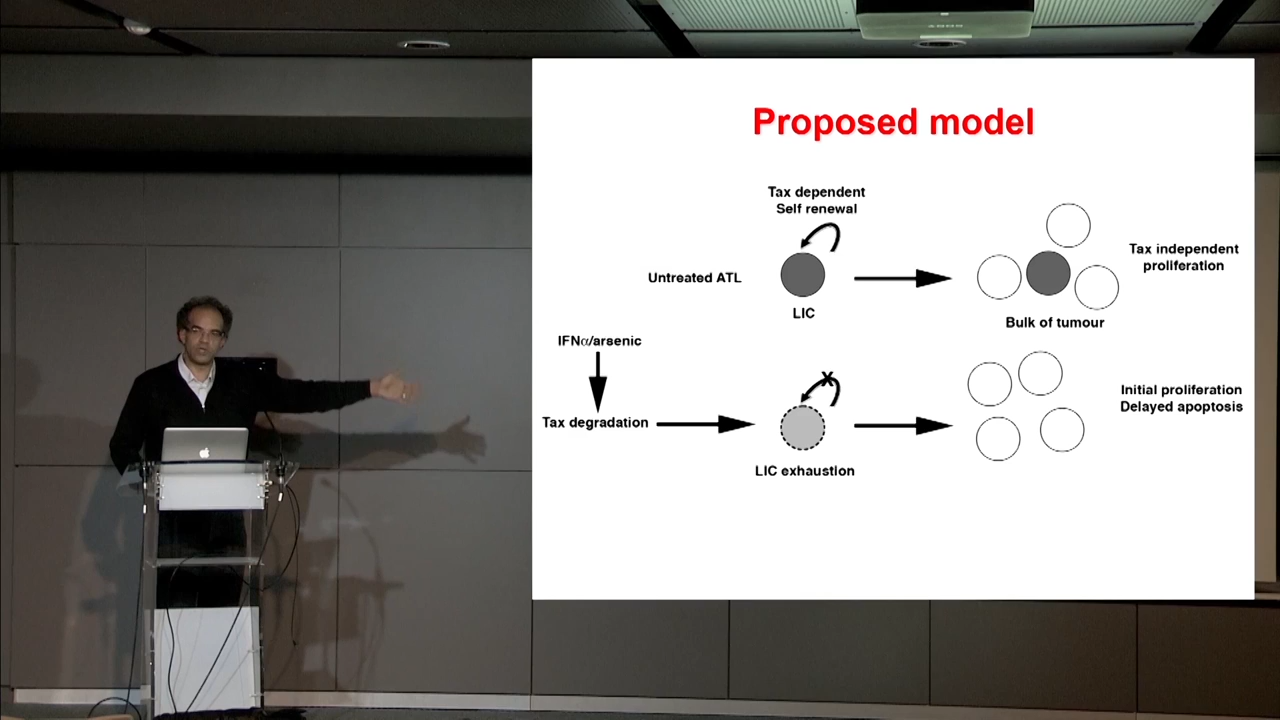 Proposed model
Tax dependent
Self renewal
Untreated ATL
LIC
Tax independent
proliferation
Bulk of tumour
IFNα/arsenic
Tax degradation
X
LIC exhaustion
Initial proliferation
Delayed apoptosis